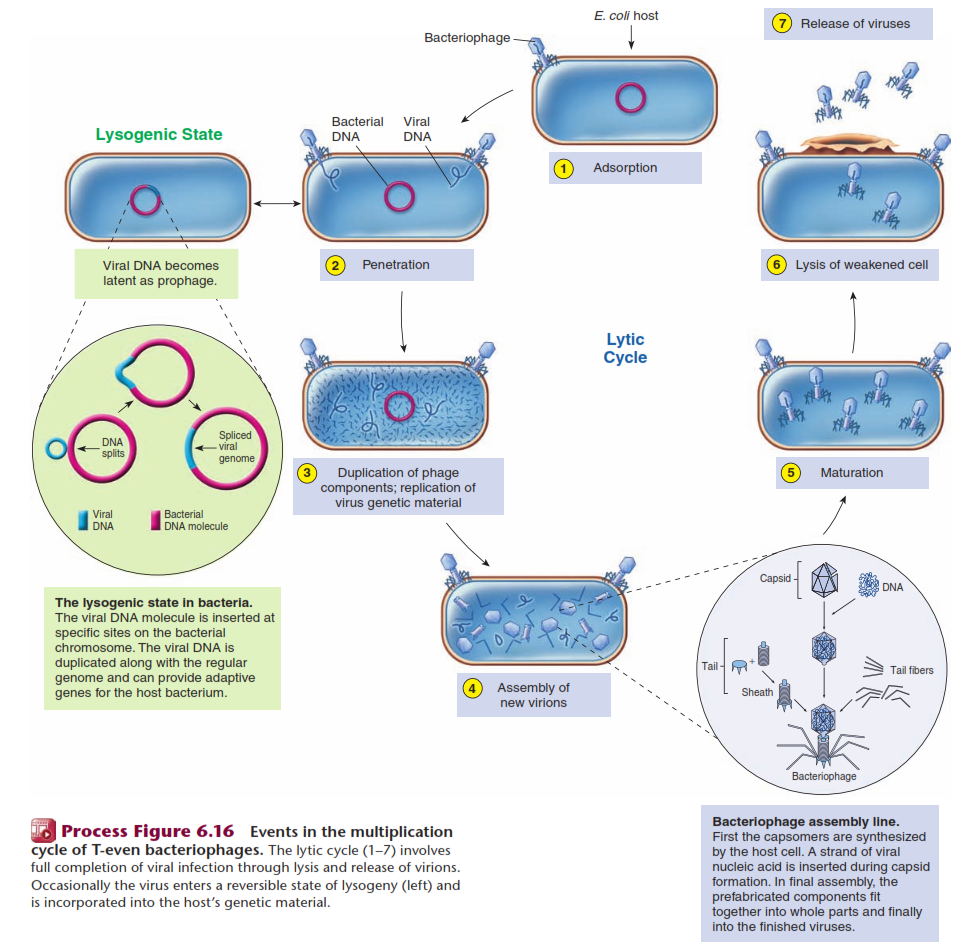 E. coli host
Bacteriophage
7 Release of viruses
Bacterial
DNA
Viral
DNA
Lysogenic State
1 Adsorption
Viral DNA becomes
latent as prophage.
2 Penetration
6 Lysis of weakened cell
Lytic
Cycle
DNA
splits
Spliced
viral
genome
Viral
DNA
Bacterial
DNA molecule
3 Duplication of phage
components; replication of
virus genetic material
5 Maturation
The lysogenic state in bacteria.
The viral DNA molecule is inserted at
specific sites on the bacterial
chromosome. The viral DNA is
duplicated along with the regular
genome and can provide adaptive
genes for the host bacterium.
4 Assembly of
new virions
Capsid
DNA
Tail
+
Sheath
Tail fibers
Bacteriophage
Process Figure 6.16 Events in the multiplication
cycle of T-even bacteriophages. The lytic cycle (1–7) involves
full completion of viral infection through lysis and release of virions.
Occasionally the virus enters a reversible state of lysogeny (left) and
is incorporated into the host's genetic material.
Bacteriophage assembly line.
First the capsomers are synthesized
by the host cell. A strand of viral
nucleic acid is inserted during capsid
formation. In final assembly, the
prefabricated components fit
together into whole parts and finally
into the finished viruses.